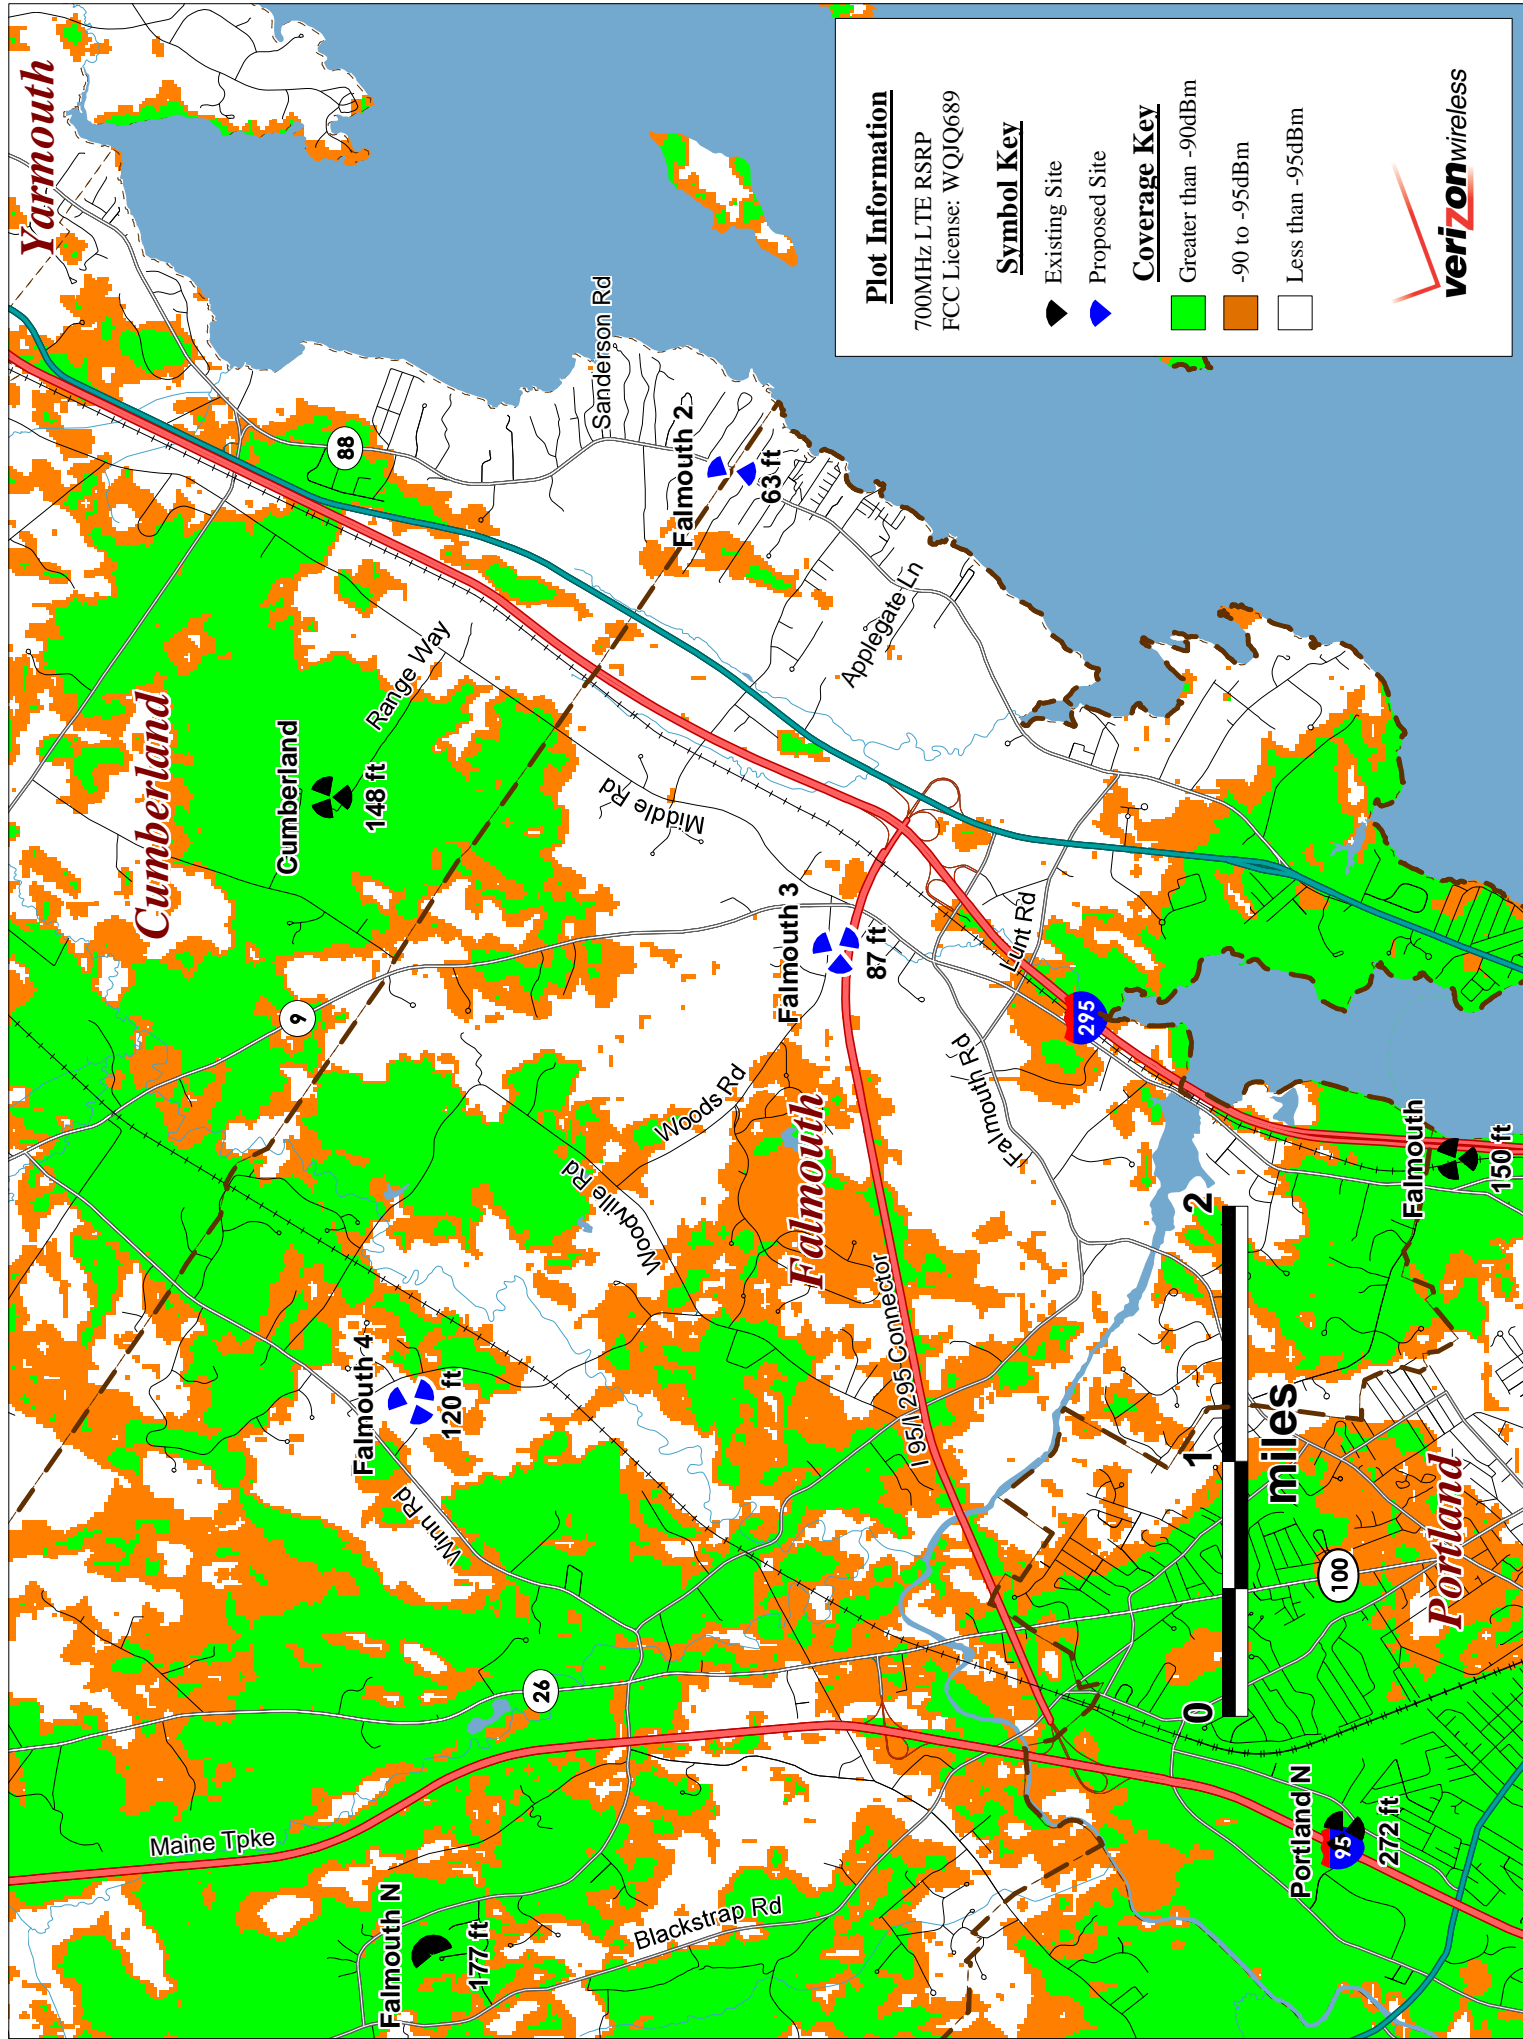 Yarmouth
Cumberland
Falmouth
Portland
Cumberland
148 ft
Falmouth 2
63 ft
Falmouth 3
87 ft
Falmouth 4
120 ft
Falmouth
150 ft
Falmouth N
177 ft
Portland N
272 ft
Sanderson Rd
Range Way
Applegate Ln
Middle Rd
Lunt Rd
Falmouth Rd
Woods Rd
Woodville Rd
I 95/I 295 Connector
Winn Rd
Maine Tpke
Blackstrap Rd
88
9
295
26
100
95
0
1
2
miles
Plot Information
700MHz LTE RSRP
FCC License: WQJQ689
Symbol Key
Existing Site
Proposed Site
Coverage Key
Greater than -90dBm
-90 to -95dBm
Less than -95dBm
verizonwireless